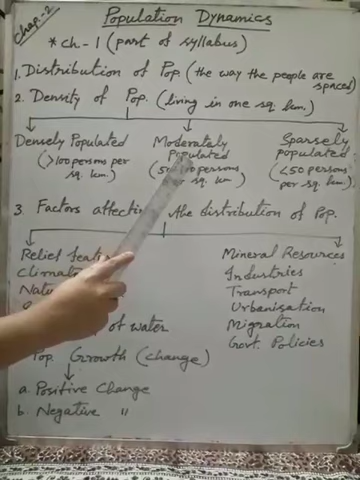 Chap-2
Population Dynamics
* ch-1 (part of syllabus)
1. Distribution of Pop (the way the people are spaced)
2. Density of Pop. (living in one sq. km.)
Densely Populated
(>100 persons per
sq. km.)
Moderately
Populated
persons
sq. km
Sparsely
populated.
(<50 persons
per sq. km.)
3. Factors the distribution of Pop.
Relief
of water
Mineral Resources
Industries
Transport
Urbanisation
Migration
Govt. Policies
Pop. Growth (change)
a. Positive Change
b. Negative "